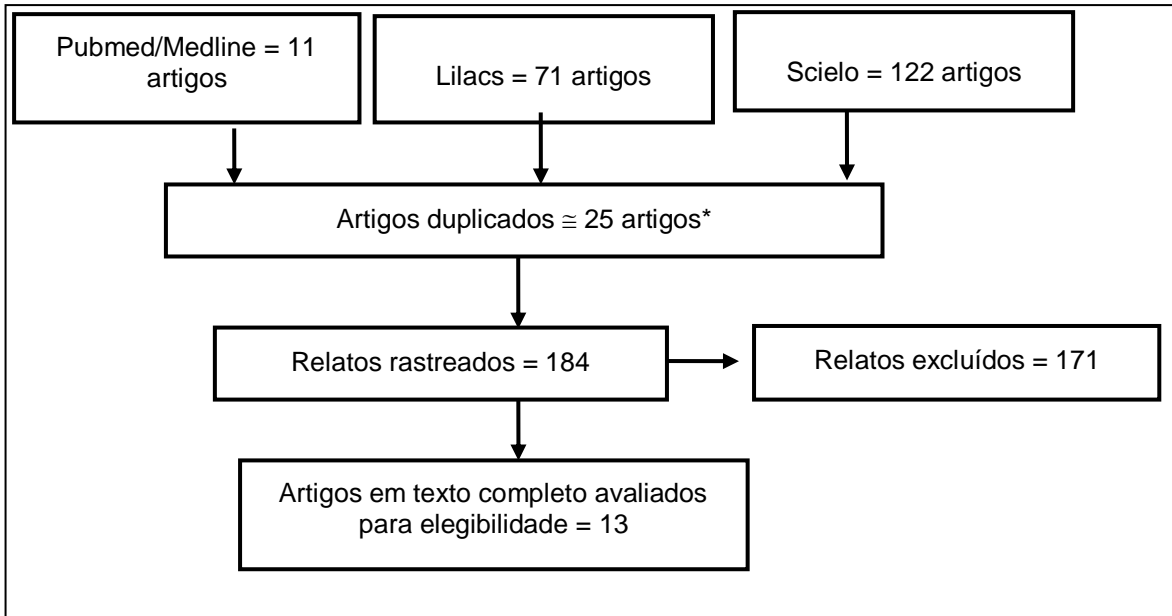 Pubmed/Medline = 11
artigos
Lilacs = 71 artigos
Scielo = 122 artigos
Artigos duplicados ≅ 25 artigos*
Relatos rastreados = 184
Relatos excluídos = 171
Artigos em texto completo avaliados
para elegibilidade = 13